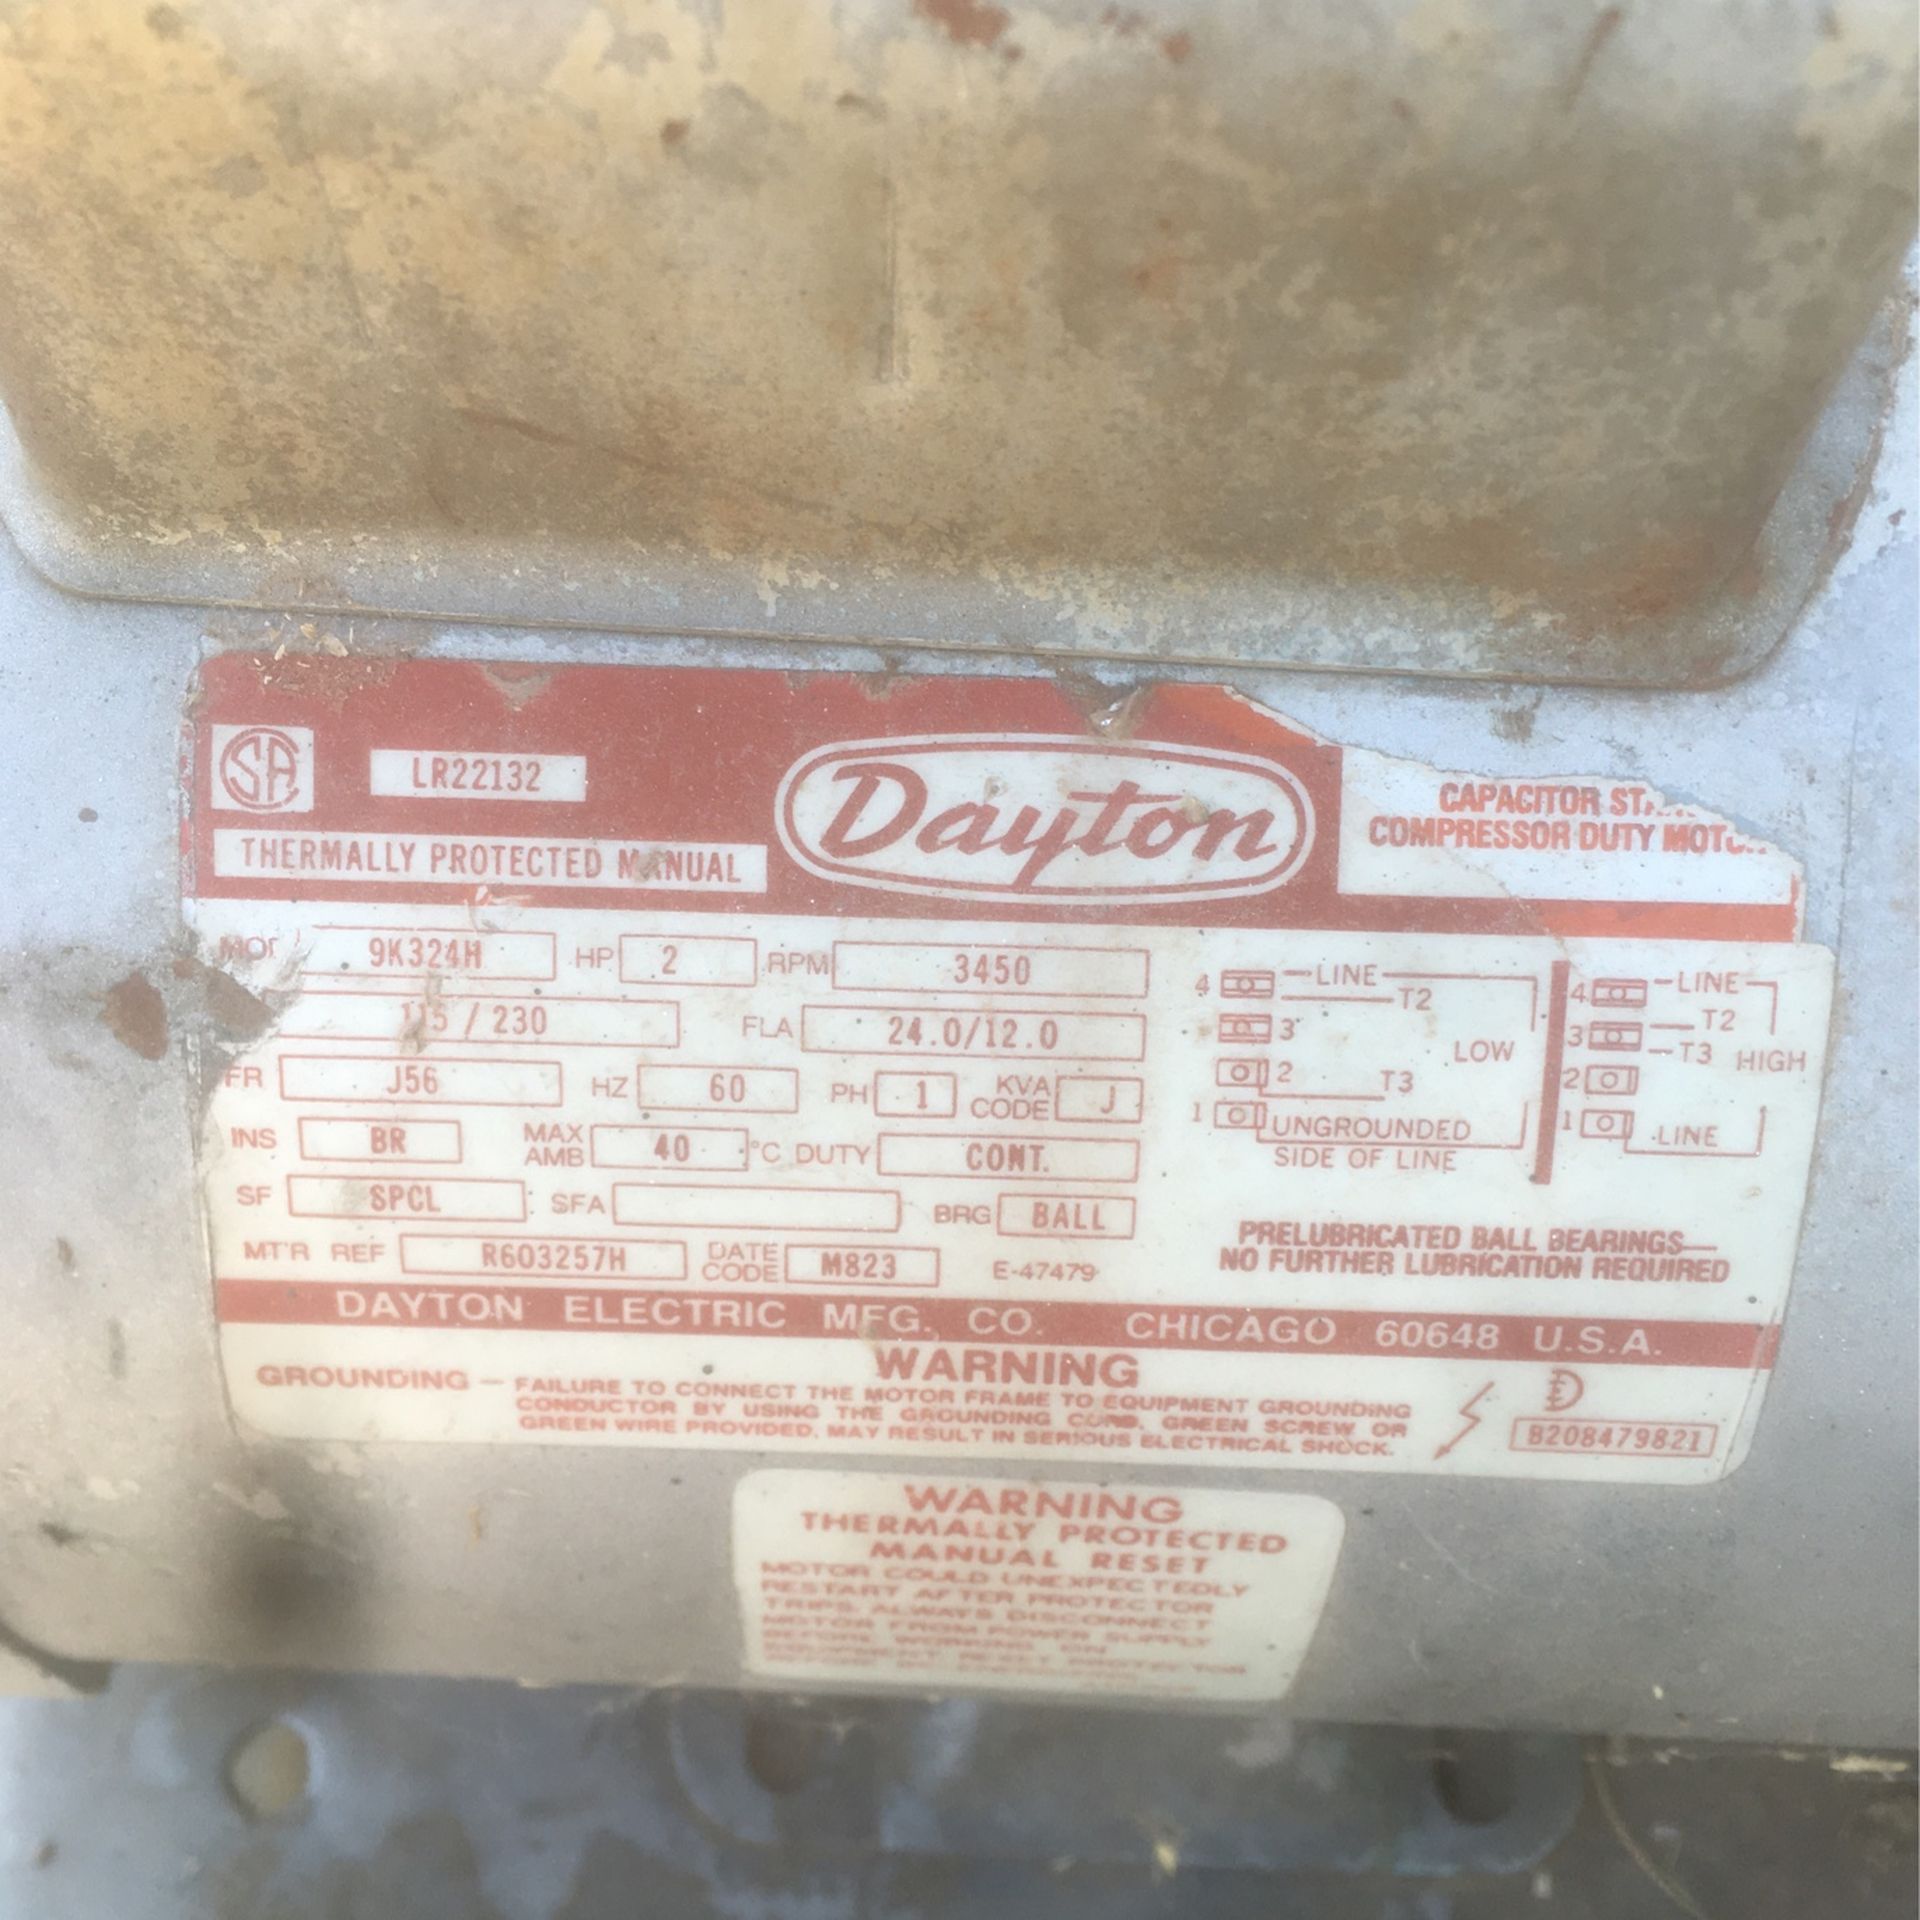 SA
LR22132
THERMALLY PROTECTED MANUAL
Dayton
CAPACITOR
COMPRESSOR DUTY
9K324H HP 2 RPM 3450
115 / 230 FLA 24.0/12.0
FR J56 HZ 60 PH 1 KVA CODE J
INS BR MAX AMB 40 °C DUTY CONT.
SF SPCL SFA BRG BALL
MT'R REF R603257H DATE CODE M823 E-47479
4 LINE
T2
3
LOW
2 T3
1 UNGROUNDED
SIDE OF LINE
4 LINE
3 T2
T3 HIGH
2
1 LINE
PRELUBRICATED BALL BEARINGS—
NO FURTHER LUBRICATION REQUIRED
DAYTON ELECTRIC MFG. CO. CHICAGO 60648 U.S.A.
WARNING
GROUNDING — FAILURE TO CONNECT THE MOTOR FRAME TO EQUIPMENT GROUNDING
CONDUCTOR BY USING THE GROUNDING CORD, GREEN SCREW OR
GREEN WIRE PROVIDED, MAY RESULT IN SERIOUS ELECTRICAL SHOCK.
B208479821
WARNING
THERMALLY PROTECTED
MANUAL RESET
MOTOR COULD UNEXPECTEDLY
RESTART AFTER PROTECTOR
TRIPS. ALWAYS DISCONNECT
MOTOR FROM POWER SUPPLY
BEFORE WORKING ON